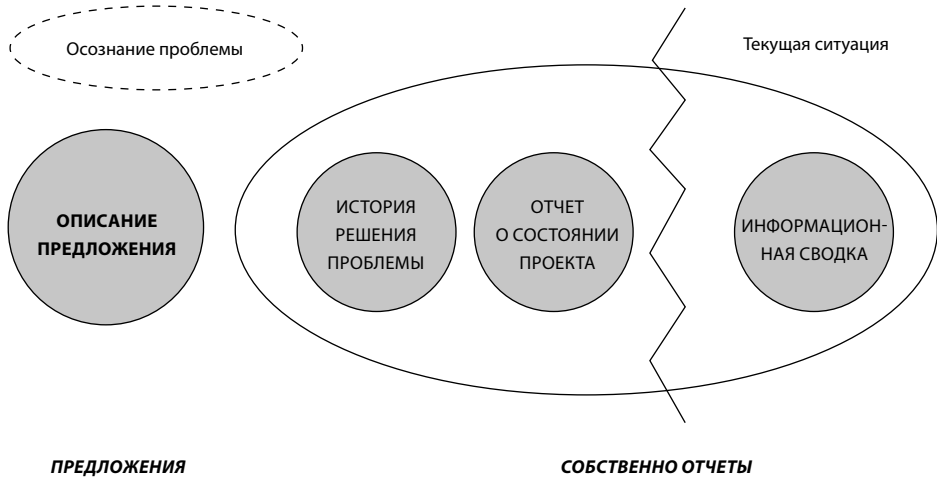 Осознание проблемы
Текущая ситуация
ОПИСАНИЕ
ПРЕДЛОЖЕНИЯ
ИСТОРИЯ
РЕШЕНИЯ
ПРОБЛЕМЫ
ОТЧЕТ
О СОСТОЯНИИ
ПРОЕКТА
ИНФОРМАЦИОН-
НАЯ СВОДКА
ПРЕДЛОЖЕНИЯ
СОБСТВЕННО ОТЧЕТЫ